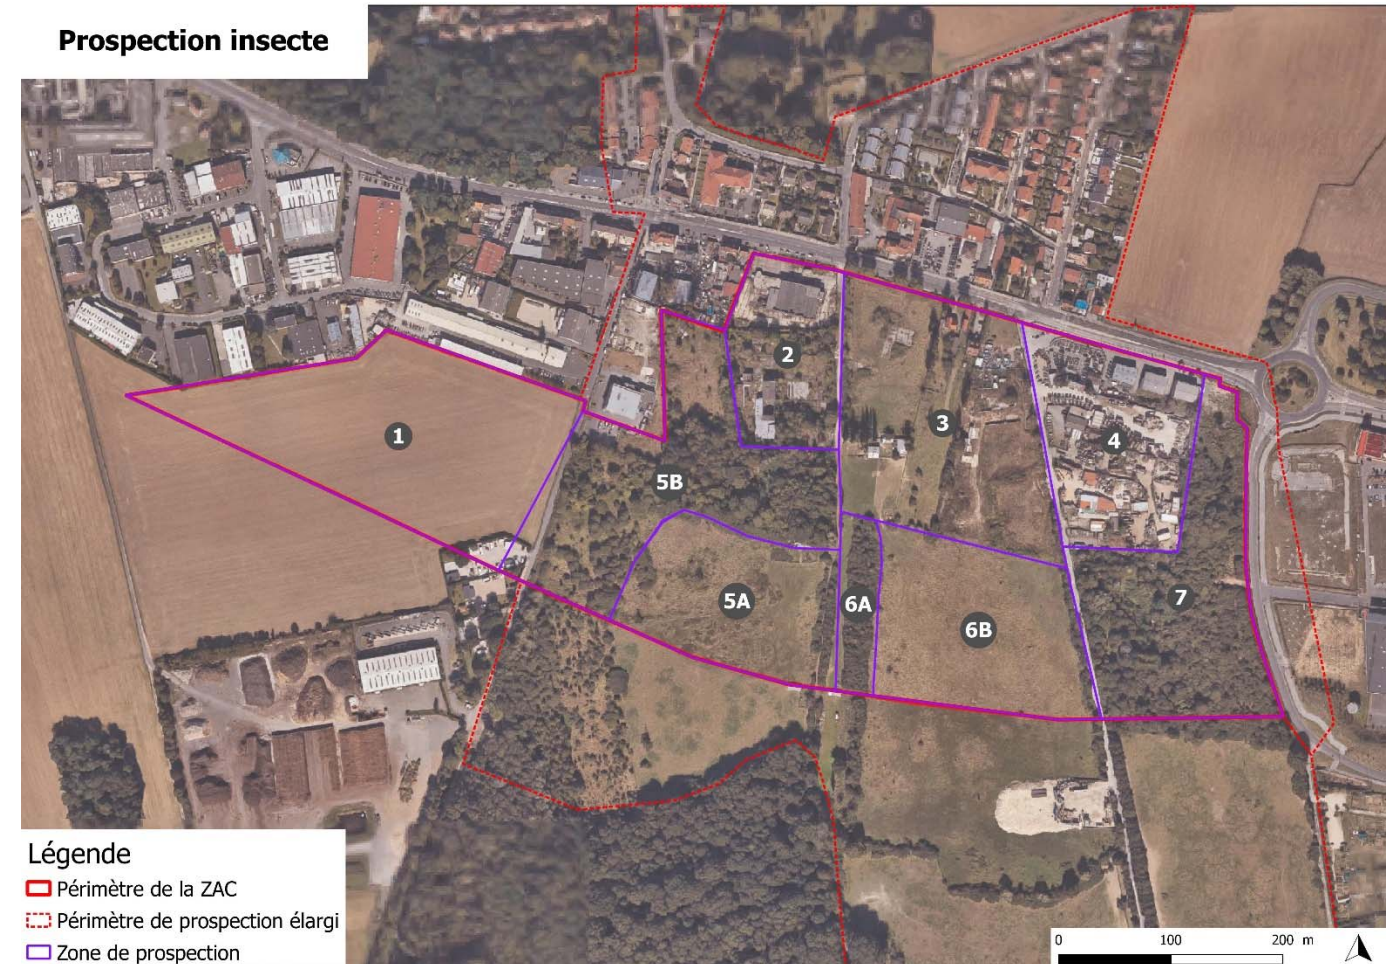 Prospection insecte
2
1
3
4
5B
5A
6A
6B
7
Légende
Périmètre de la ZAC
Périmètre de prospection élargi
Zone de prospection
0 100 200 m